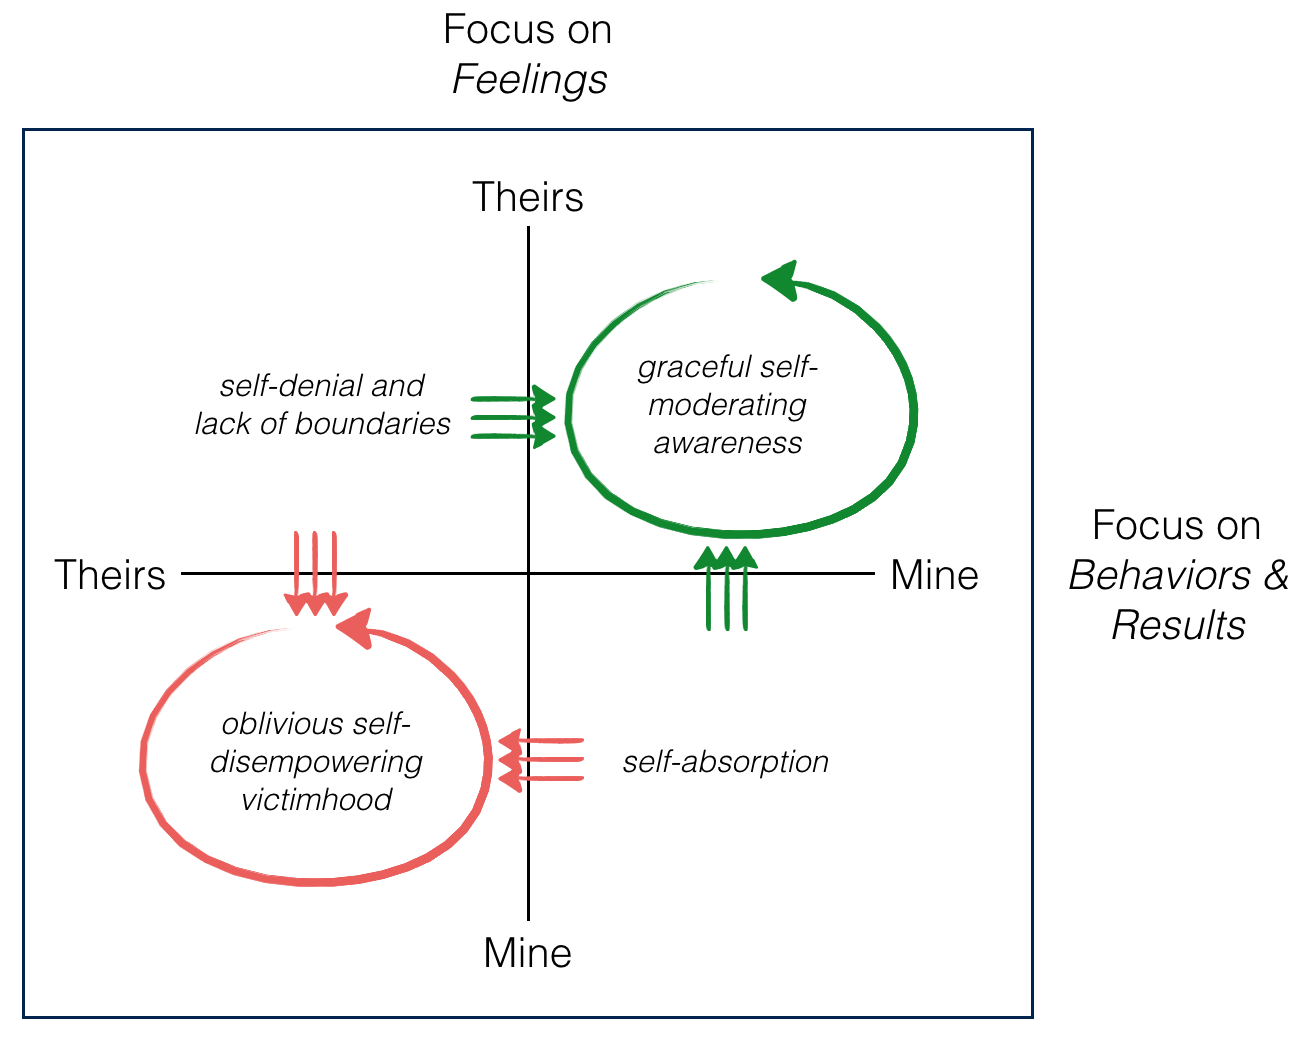 Focus on
Feelings
Theirs
graceful self-
moderating
awareness
self-denial and
lack of boundaries
Theirs
Mine
Focus on
Behaviors &
Results
oblivious self-
disempowering
victimhood
self-absorption
Mine